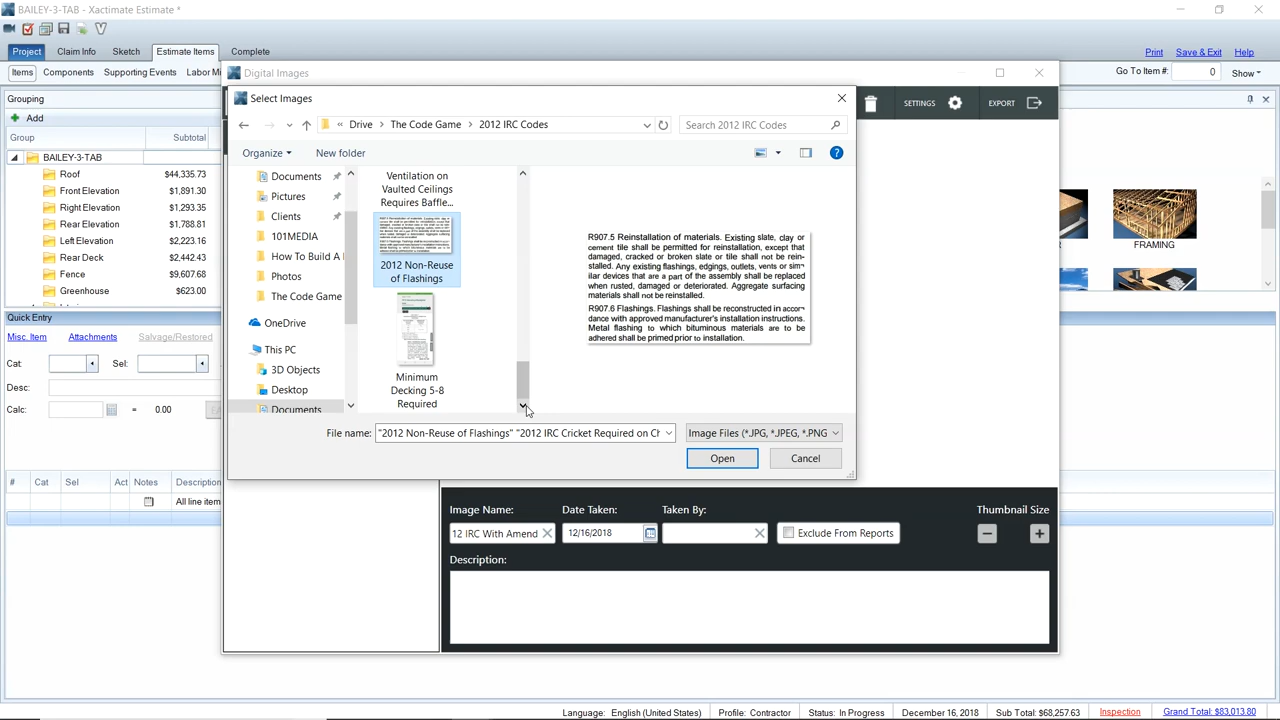 BAILEY-3-TAB - Xactimate Estimate *
Project Claim Info Sketch Estimate Items Complete
Print Save & Exit Help
Items Components Supporting Events Labor Mi
Go To Item #: 0 Show
Grouping
Add
Group Subtotal
BAILEY-3-TAB
Roof $44,335.73
Front Elevation $1,891.30
Right Elevation $1,293.35
Rear Elevation $1,788.81
Left Elevation $2,223.16
Rear Deck $2,442.73
Fence $9,607.68
Greenhouse $623.00
Quick Entry
Misc. Item Attachments Salvage/Restored
Cat: Sel:
Desc:
Calc: = 0.00
# Cat Sel Act Notes Description
All line item
Digital Images
SETTINGS EXPORT
Select Images
« Drive > The Code Game > 2012 IRC Codes
Search 2012 IRC Codes
Organize New folder
Documents
Pictures
Clients
101MEDIA
How To Build A
Photos
The Code Game
OneDrive
This PC
3D Objects
Desktop
Documents
Ventilation on
Vaulted Ceilings
Requires Baffle...
2012 Non-Reuse
of Flashings
Minimum
Decking 5-8
Required
R907.5 Reinstallation of materials. Existing slate, clay or
cement tile shall be permitted for reinstallation, except that
damaged, cracked or broken slate or tile shall not be rein-
stalled. Any existing flashings, edgings, outlets, vents or sim-
ilar devices that are a part of the assembly shall be replaced
when rusted, damaged or deteriorated. Aggregate surfacing
materials shall not be reinstalled.
R907.6 Flashings. Flashings shall be reconstructed in accor-
dance with approved manufacturer's installation instructions.
Metal flashing to which bituminous materials are to be
adhered shall be primed prior to installation.
File name: "2012 Non-Reuse of Flashings" "2012 IRC Cricket Required on Ch
Image Files (*.JPG, *.JPEG, *.PNG
Open Cancel
FRAMING
Image Name: Date Taken: Taken By: Thumbnail Size
12 IRC With Amend 12/16/2018 Exclude From Reports
Description:
Language: English (United States) Profile: Contractor Status: In Progress December 16, 2018 Sub Total: $68,257.63 Inspection Grand Total: $83,013.80